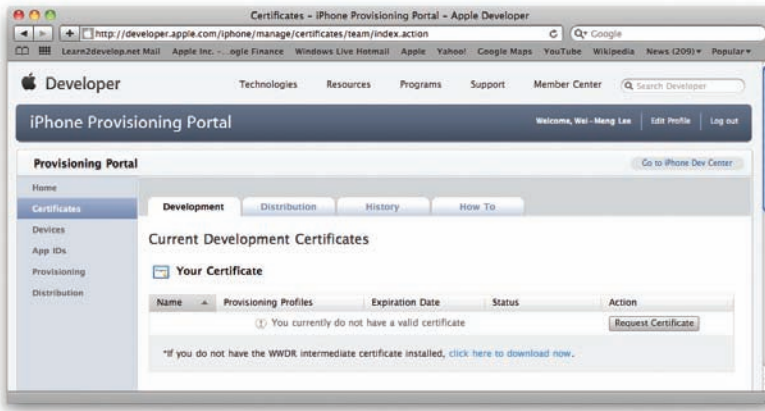 Certificates – iPhone Provisioning Portal – Apple Developer
http://developer.apple.com/iphone/manage/certificates/team/index.action
Google
Learn2develop.net Mail Apple Inc. -...ogle Finance Windows Live Hotmail Apple Yahoo! Google Maps YouTube Wikipedia News (209) Popular
Developer Technologies Resources Programs Support Member Center Search Developer
iPhone Provisioning Portal Welcome, Wei-Meng Lee Edit Profile Log out
Provisioning Portal Go to iPhone Dev Center
Home
Certificates
Devices
App IDs
Provisioning
Distribution
Development Distribution History How To
Current Development Certificates
Your Certificate
Name Provisioning Profiles Expiration Date Status Action
You currently do not have a valid certificate Request Certificate
*If you do not have the WWDR intermediate certificate installed, click here to download now.